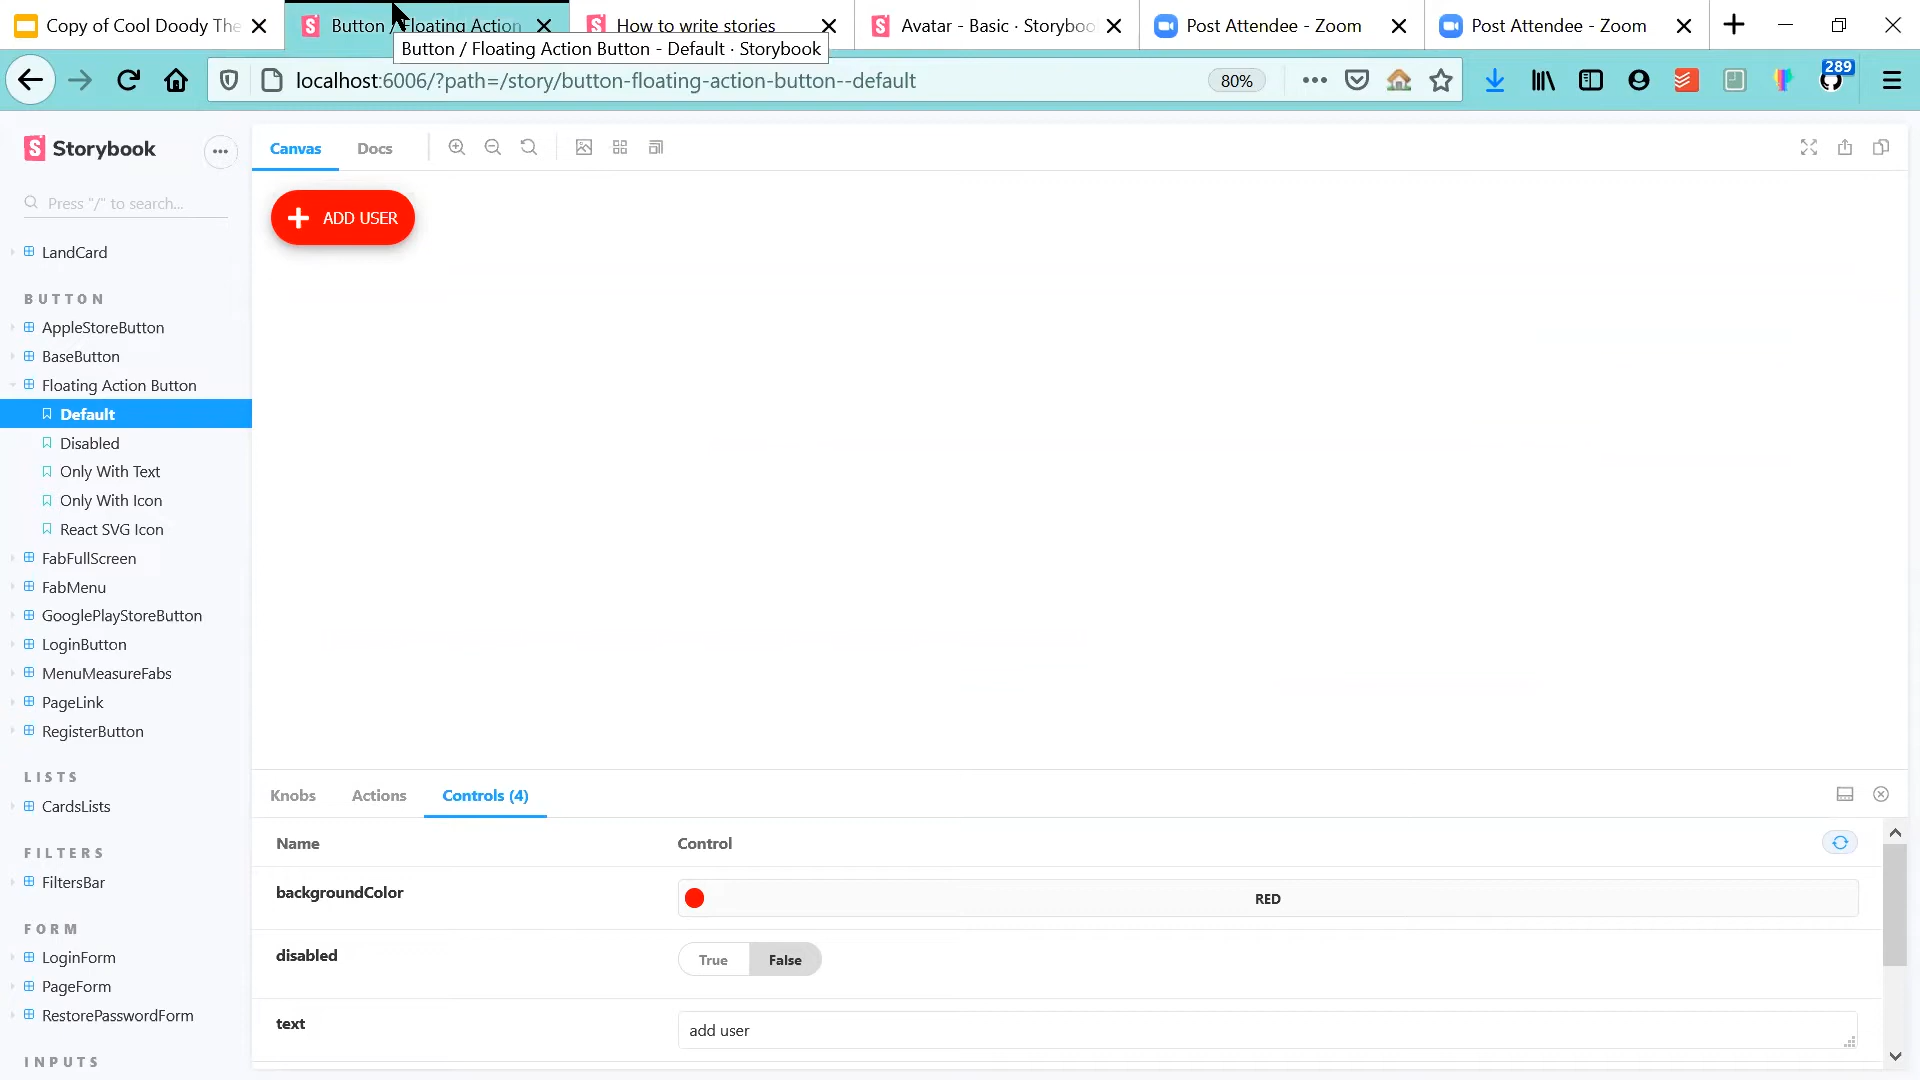 Copy of Cool Doody The
Button / Floating Action
How to write stories
Avatar - Basic · Storyboo
Post Attendee - Zoom
Post Attendee - Zoom
Button / Floating Action Button - Default · Storybook
localhost:6006/?path=/story/button-floating-action-button--default
80%
289
Storybook
Canvas
Docs
Press "/" to search...
ADD USER
LandCard
BUTTON
AppleStoreButton
BaseButton
Floating Action Button
Default
Disabled
Only With Text
Only With Icon
React SVG Icon
FabFullScreen
FabMenu
GooglePlayStoreButton
LoginButton
MenuMeasureFabs
PageLink
RegisterButton
LISTS
CardsLists
FILTERS
FiltersBar
FORM
LoginForm
PageForm
RestorePasswordForm
INPUTS
Knobs
Actions
Controls (4)
Name
Control
backgroundColor
RED
disabled
True
False
text
add user